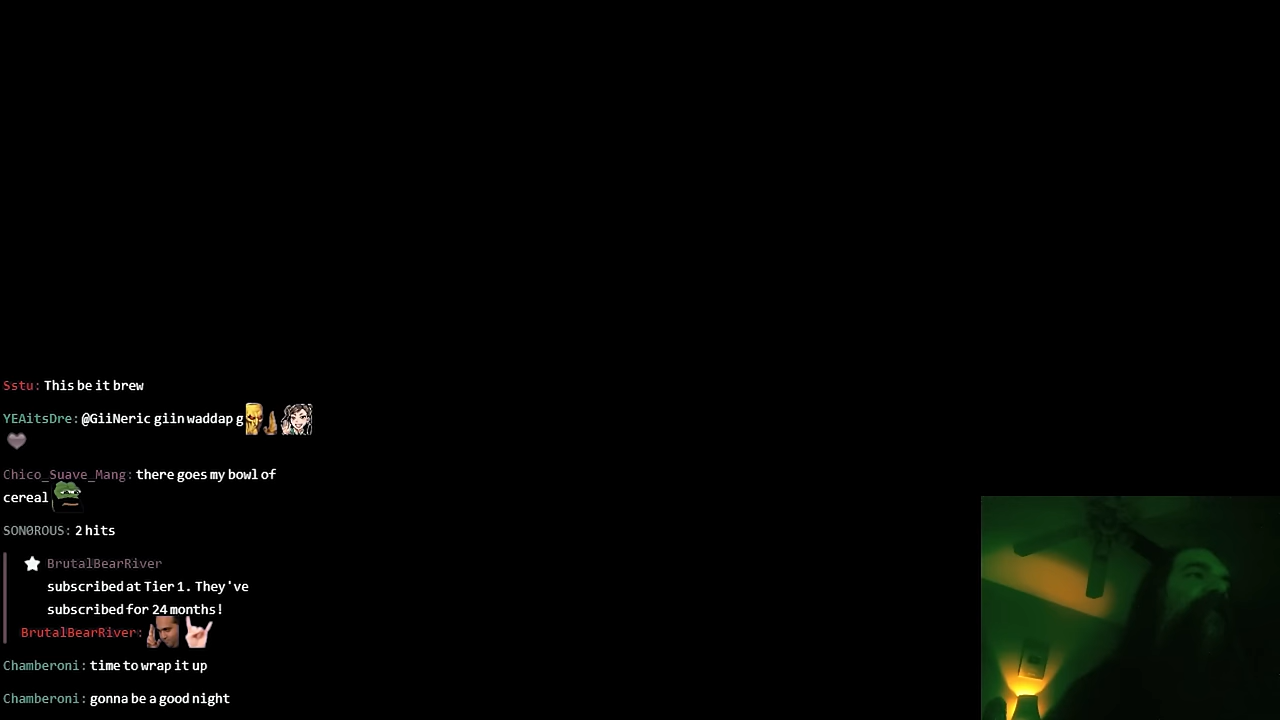 Sstu: This be it brew
YEAitsDre: @GiiNeric giin waddap g
Chico_Suave_Mang: there goes my bowl of
cereal
SON0ROUS: 2 hits
BrutalBearRiver
subscribed at Tier 1. They've
subscribed for 24 months!
BrutalBearRiver:
Chamberoni: time to wrap it up
Chamberoni: gonna be a good night